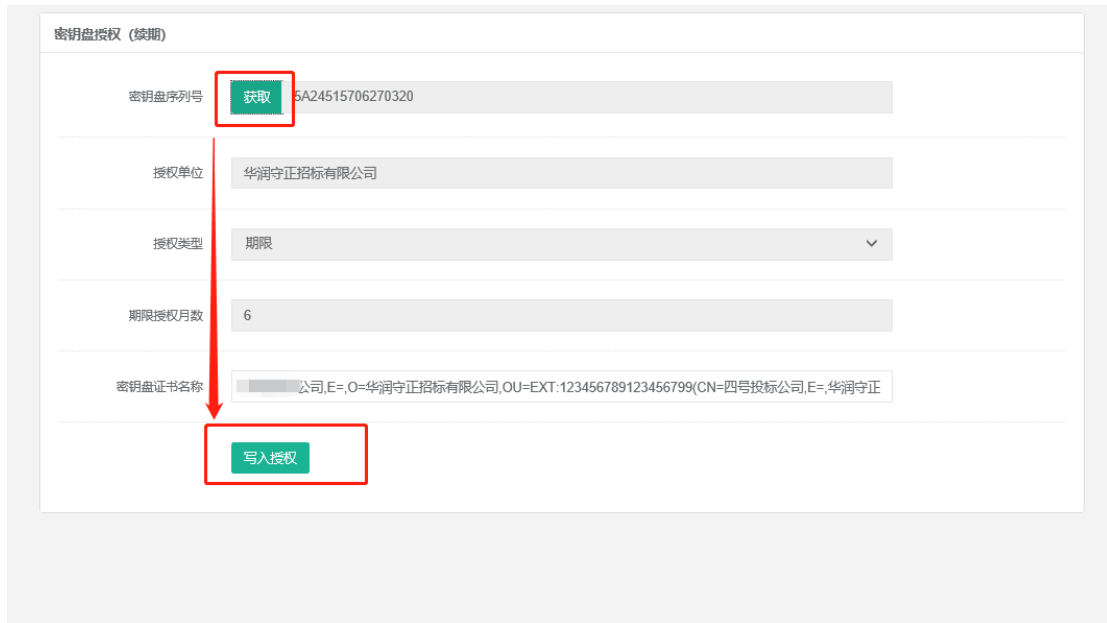 密钥盘授权（续期）
密钥盘序列号 获取 5A24515706270320
授权单位 华润守正招标有限公司
授权类型 期限
期限授权月数 6
密钥盘证书名称 公司,E=,O=华润守正招标有限公司,OU=EXT:123456789123456799(CN=四号投标公司,E=,华润守正
写入授权